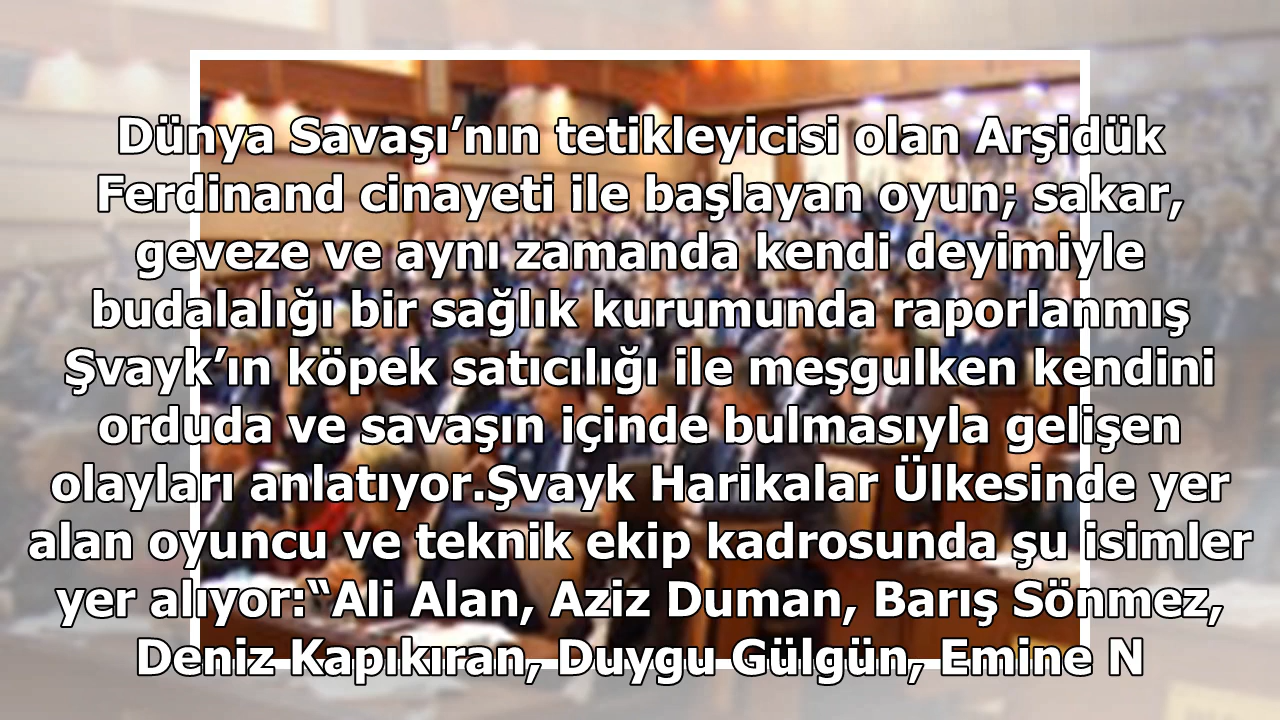 Dünya Savaşı’nın tetikleyicisi olan Arşidük
Ferdinand cinayeti ile başlayan oyun; sakar,
geveze ve aynı zamanda kendi deyimiyle
budalalığı bir sağlık kurumunda raporlanmış
Şvayk’ın köpek satıcılığı ile meşgulken kendini
orduda ve savaşın içinde bulmasıyla gelişen
olayları anlatıyor.Şvayk Harikalar Ülkesinde yer
alan oyuncu ve teknik ekip kadrosunda şu isimler
yer alıyor:“Ali Alan, Aziz Duman, Barış Sönmez,
Deniz Kapıkıran, Duygu Gülgün, Emine N